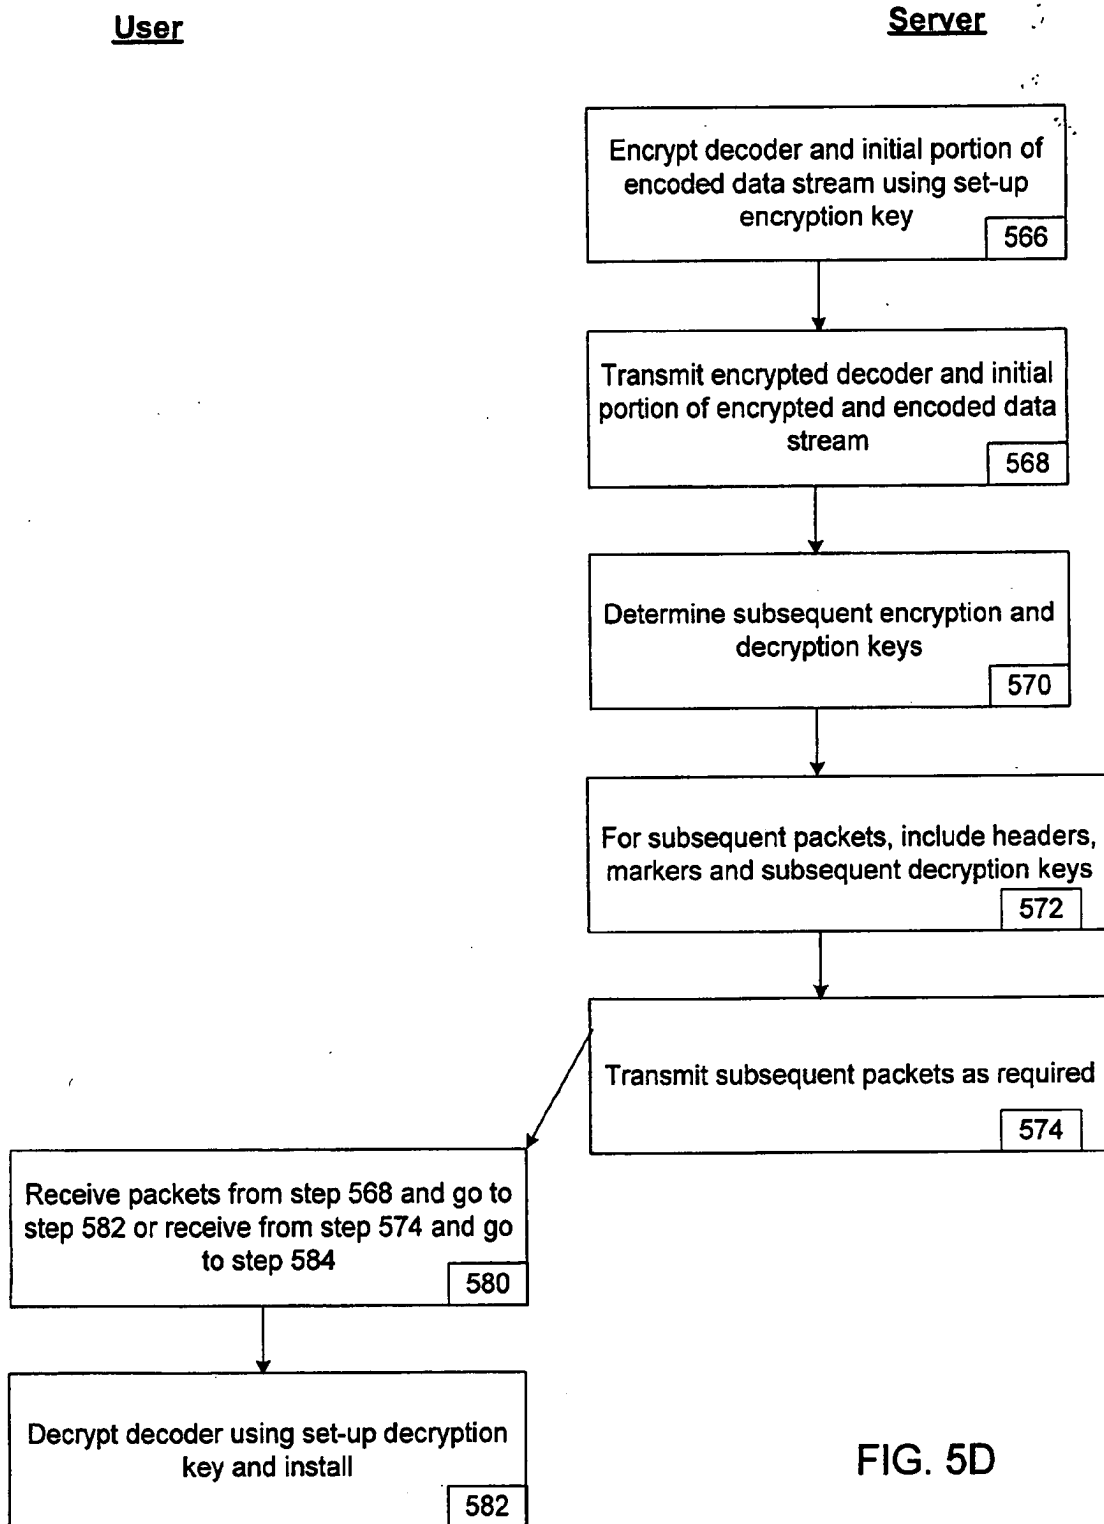 User
Server
Encrypt decoder and initial portion of
encoded data stream using set-up
encryption key
566
Transmit encrypted decoder and initial
portion of encrypted and encoded data
stream
568
Determine subsequent encryption and
decryption keys
570
For subsequent packets, include headers,
markers and subsequent decryption keys
572
Transmit subsequent packets as required
574
Receive packets from step 568 and go to
step 582 or receive from step 574 and go
to step 584
580
Decrypt decoder using set-up decryption
key and install
582
FIG. 5D